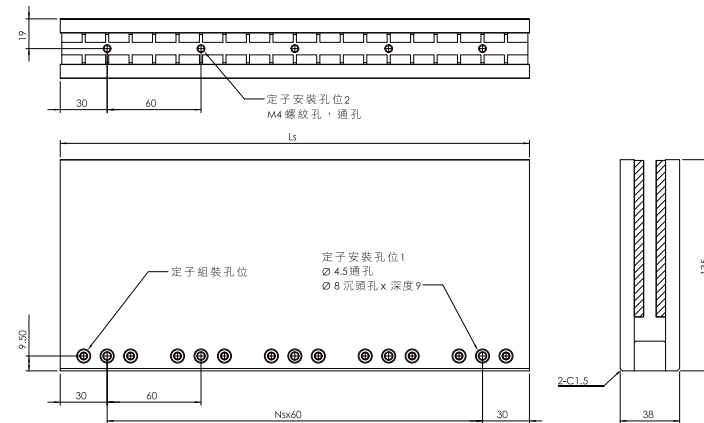 19
30
60
定子安裝孔位2
M4 螺紋孔，通孔
Ls
定子組裝孔位
定子安裝孔位1
Ø 4.5通孔
Ø 8 沉頭孔 x 深度9
9.50
30
60
Nsx60
30
2-C1.5
38